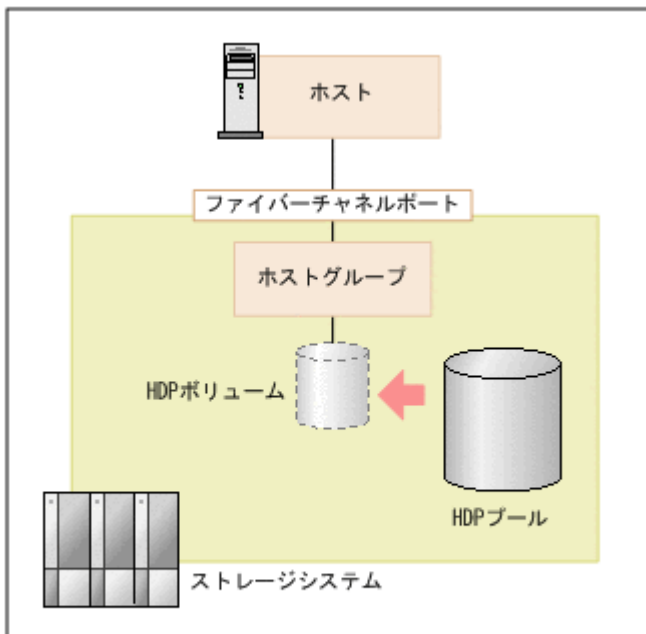 ホスト
ファイバーチャネルポート
ホストグループ
HDPボリューム
HDPプール
ストレージシステム